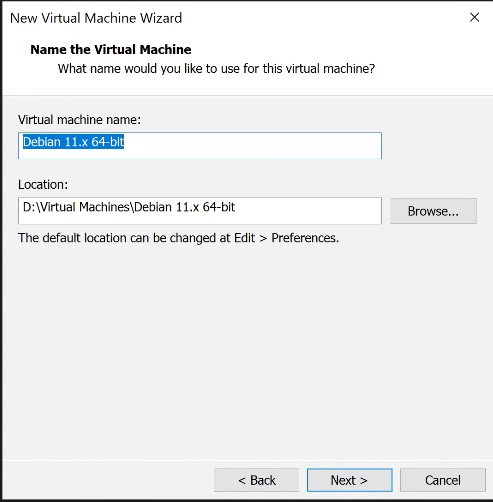 New Virtual Machine Wizard
Name the Virtual Machine
What name would you like to use for this virtual machine?
Virtual machine name:
Debian 11.x 64-bit
Location:
D:\Virtual Machines\Debian 11.x 64-bit
Browse...
The default location can be changed at Edit > Preferences.
< Back Next > Cancel